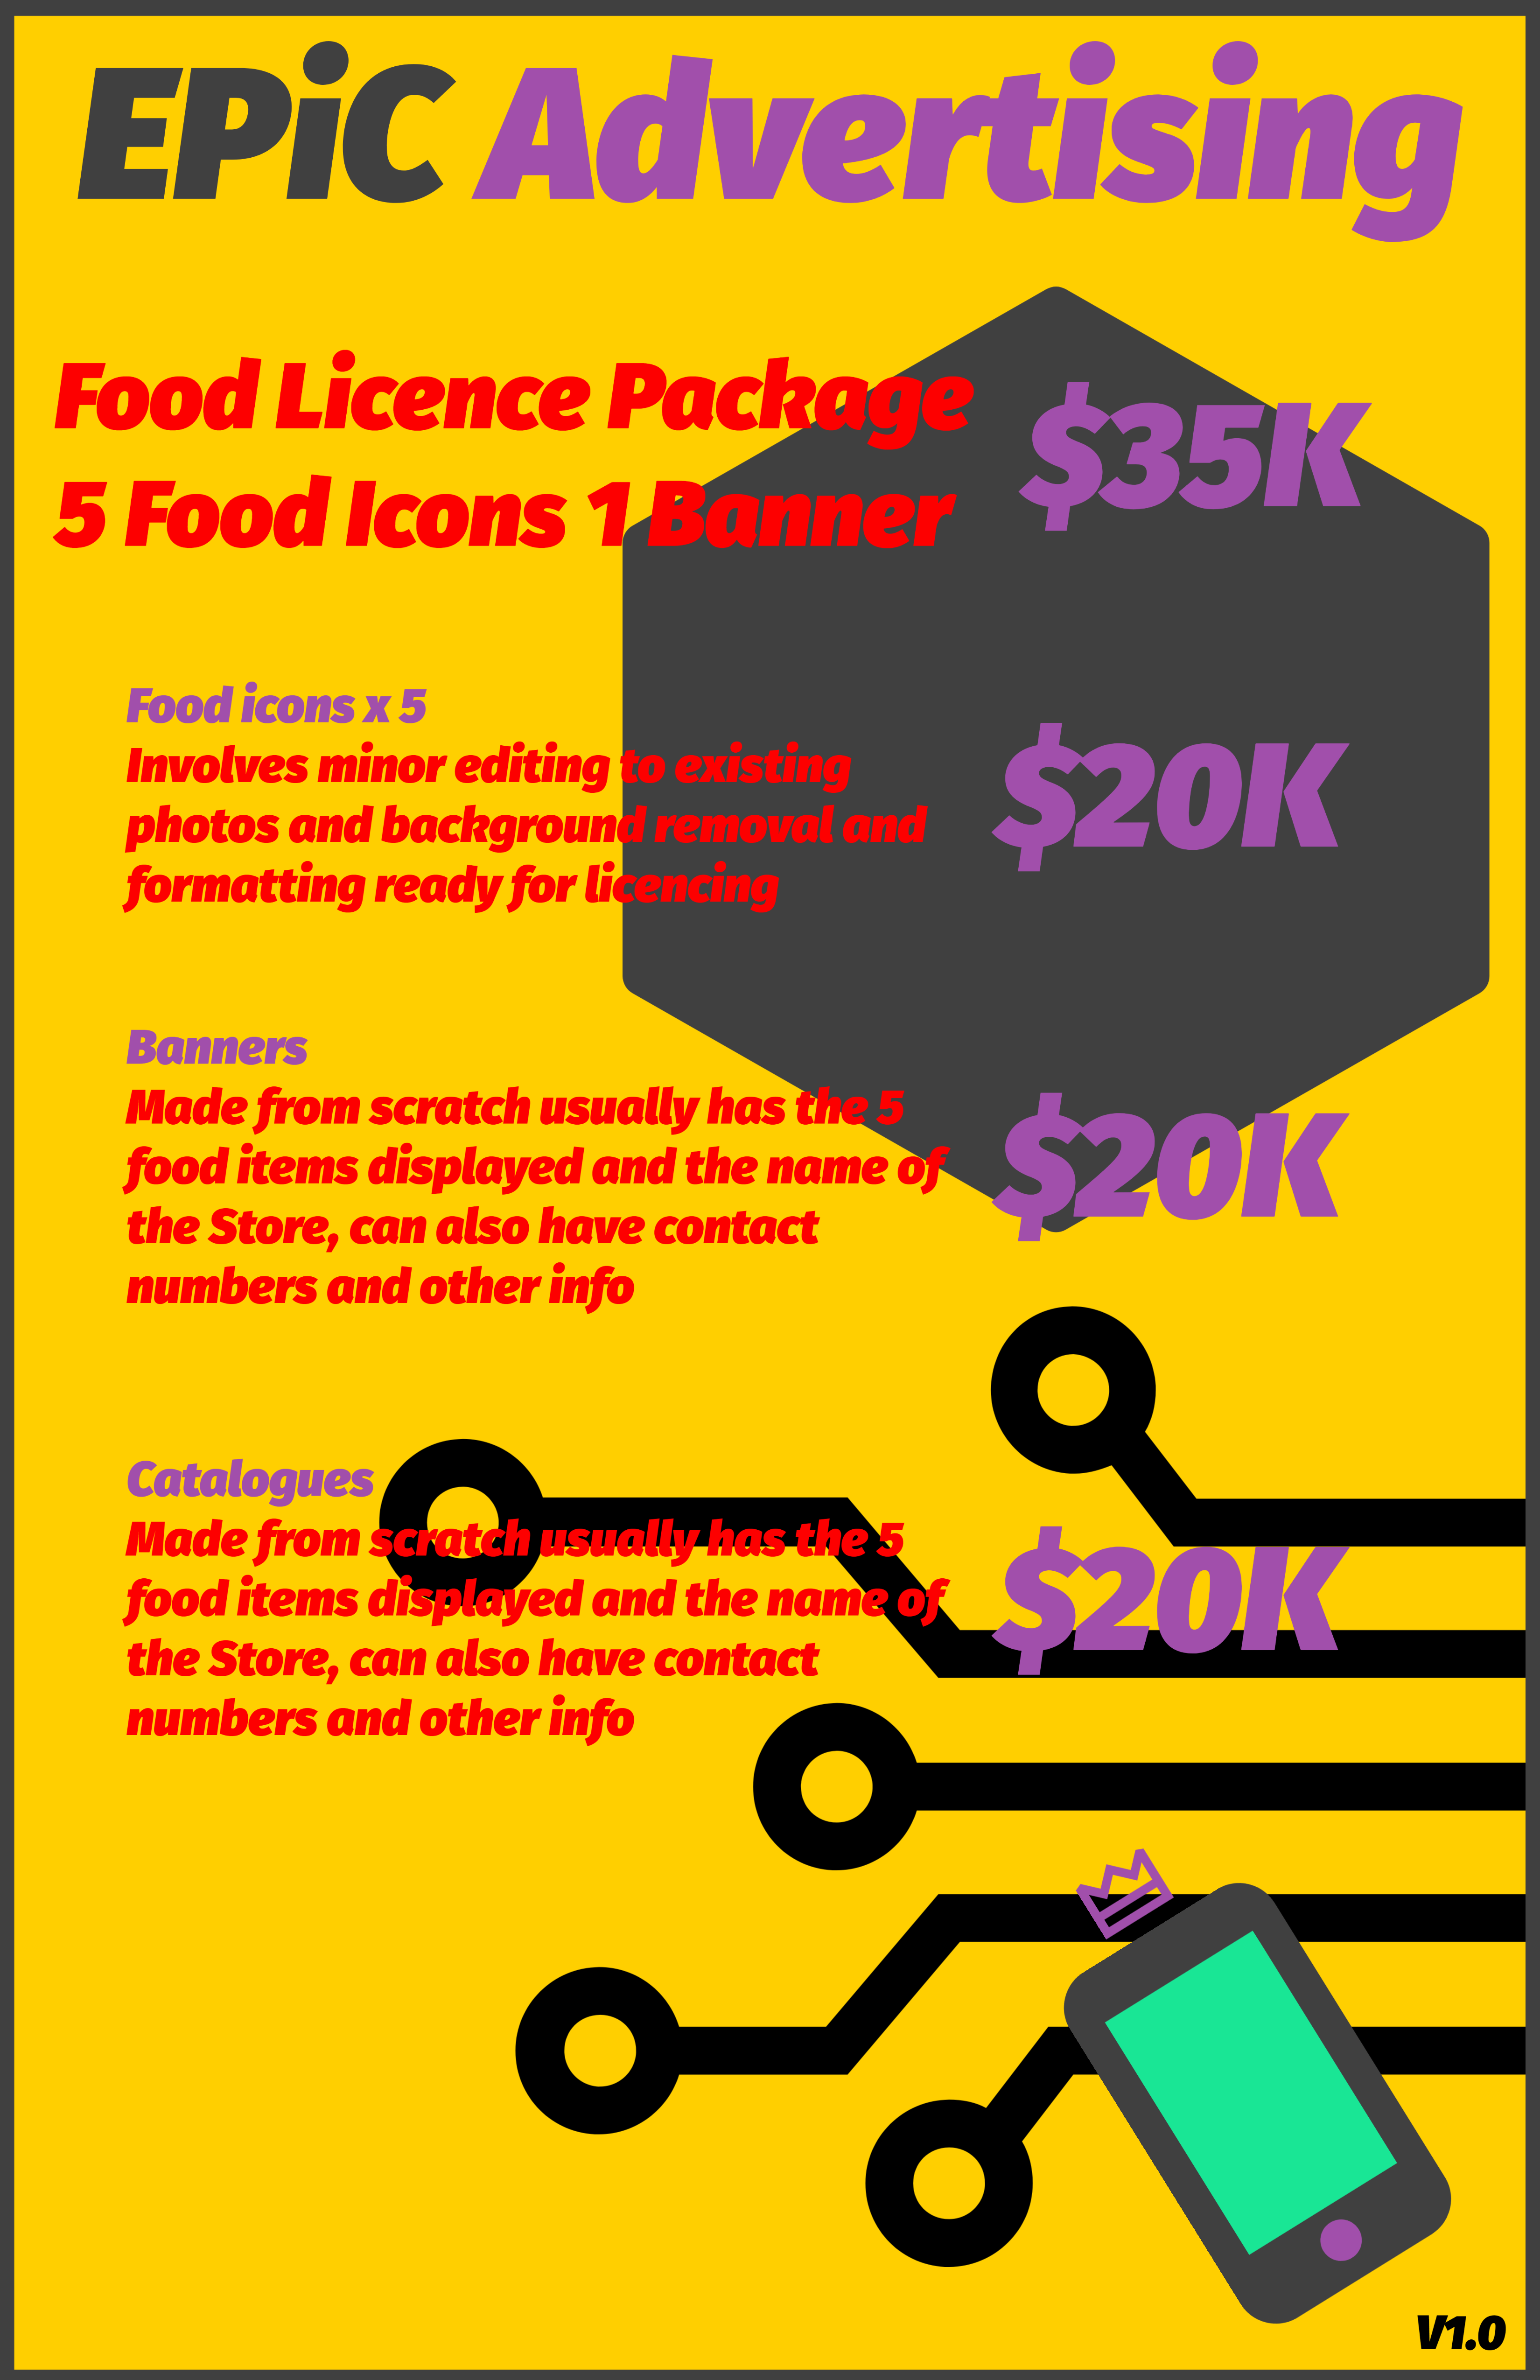 EPiC Advertising
Food Licence Package
5 Food Icons 1 Banner
$35K
Food icons x 5
Involves minor editing to existing
photos and background removal and
formatting ready for licencing
$20K
Banners
Made from scratch usually has the 5
food items displayed and the name of
the Store, can also have contact
numbers and other info
$20K
Catalogues
Made from scratch usually has the 5
food items displayed and the name of
the Store, can also have contact
numbers and other info
$20K
V1.0